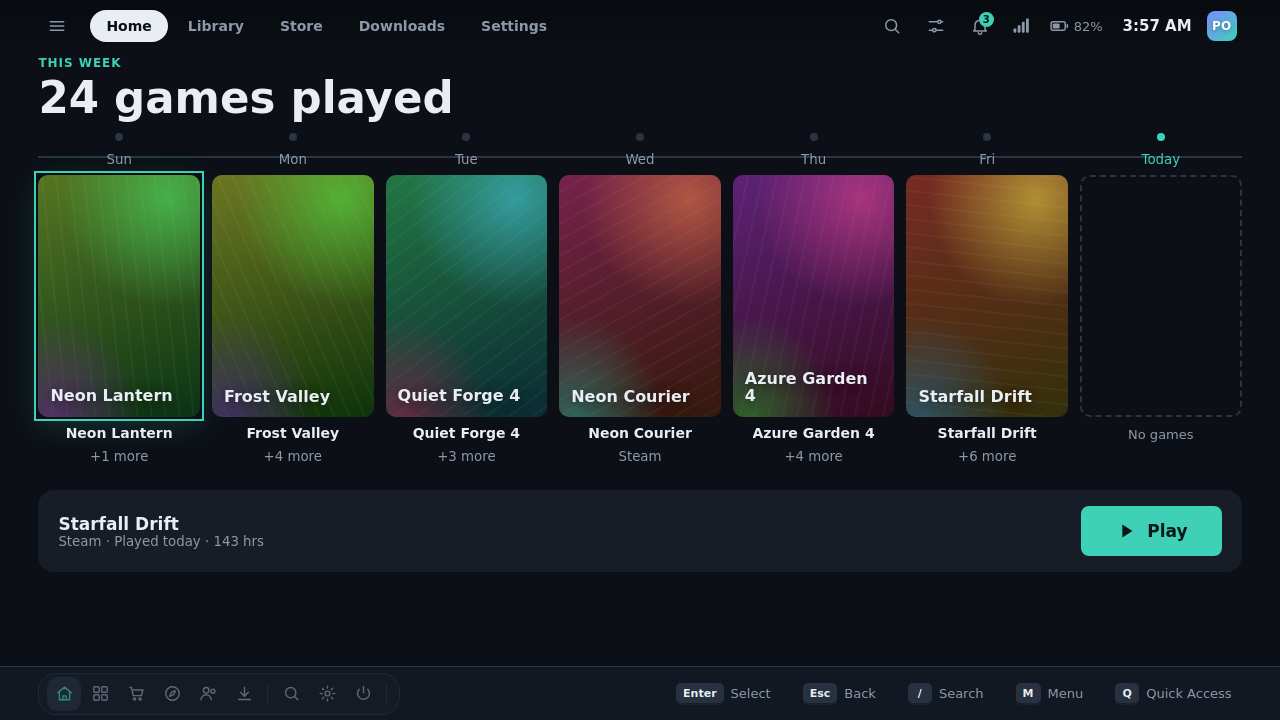 Home Library Store Downloads Settings 3 82% 3:57 AM PO
THIS WEEK
24 games played
Sun Mon Tue Wed Thu Fri Today
Neon Lantern
Frost Valley
Quiet Forge 4
Neon Courier
Azure Garden
4
Starfall Drift
Neon Lantern Frost Valley Quiet Forge 4 Neon Courier Azure Garden 4 Starfall Drift No games
+1 more +4 more +3 more Steam +4 more +6 more
Starfall Drift
Steam · Played today · 143 hrs
Play
Enter Select Esc Back / Search M Menu Q Quick Access